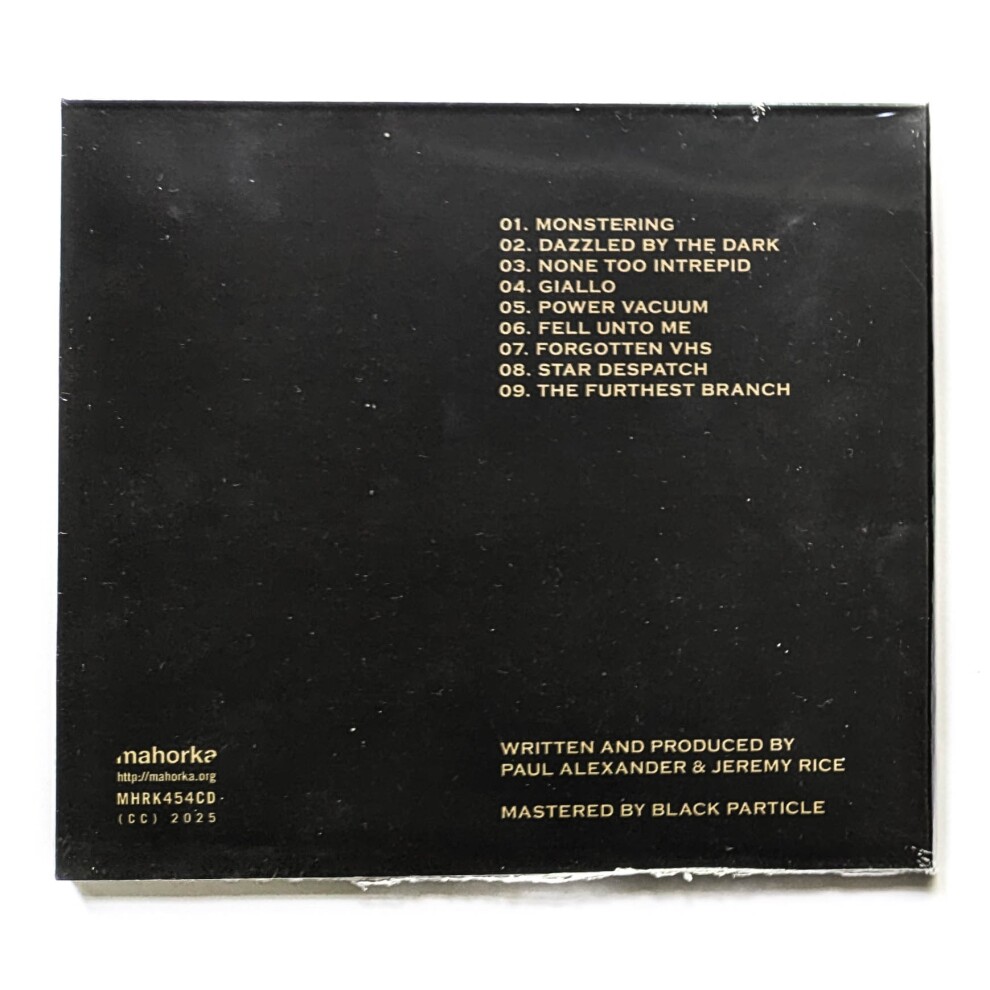 01. MONSTERING
02. DAZZLED BY THE DARK
03. NONE TOO INTREPID
04. GIALLO
05. POWER VACUUM
06. FELL UNTO ME
07. FORGOTTEN VHS
08. STAR DESPATCH
09. THE FURTHEST BRANCH
mahorka
http://mahorka.org
MHRK454CD
(CC) 2025
WRITTEN AND PRODUCED BY
PAUL ALEXANDER & JEREMY RICE
MASTERED BY BLACK PARTICLE